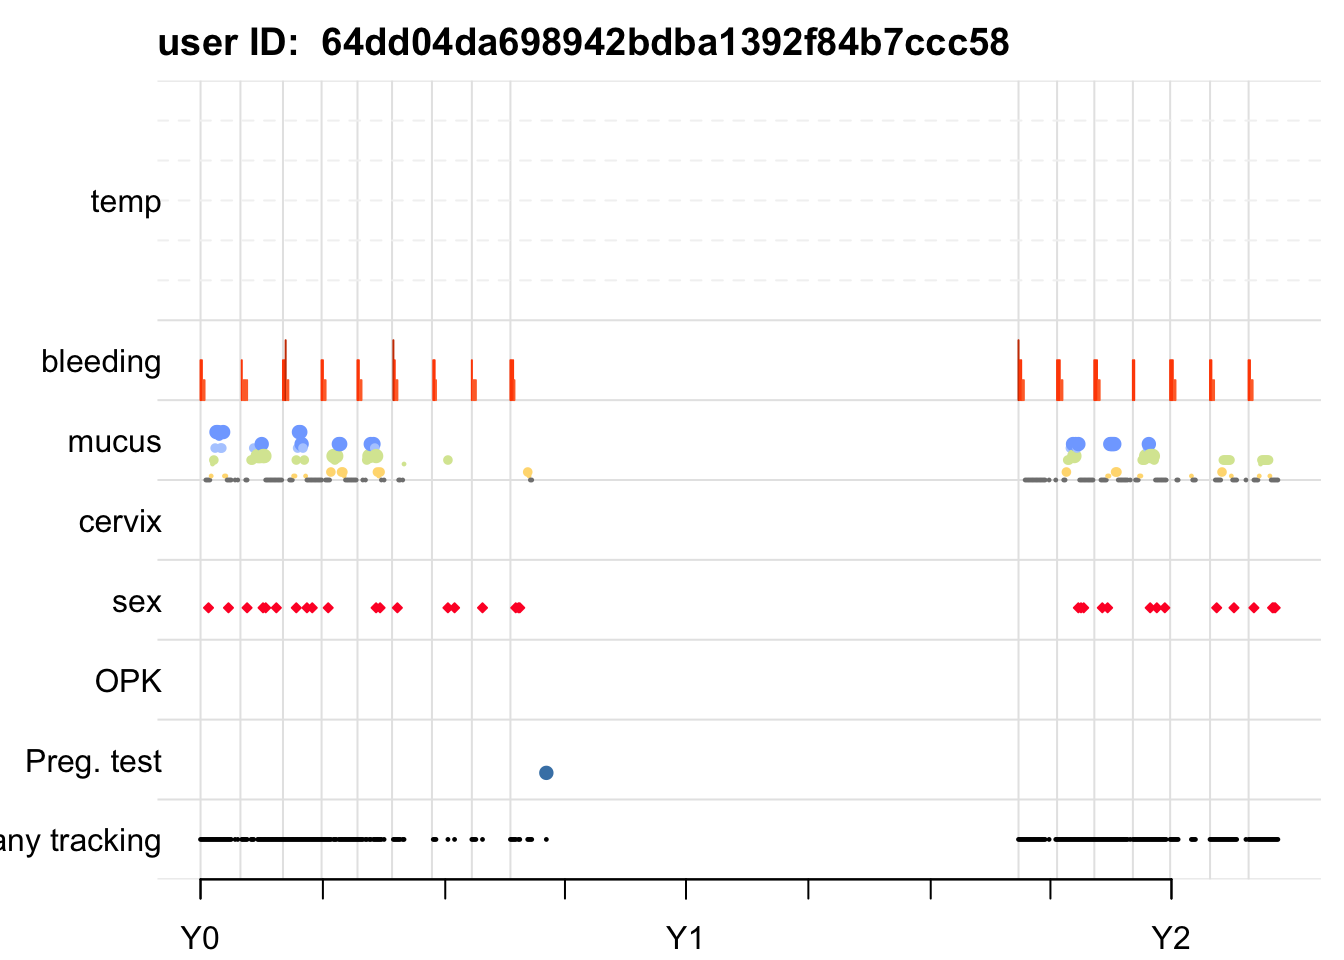 user ID:  64dd04da698942bdba1392f84b7ccc58
temp
bleeding
mucus
cervix
sex
OPK
Preg. test
any tracking
Y0 Y1 Y2